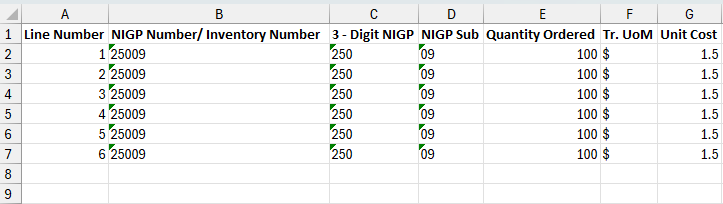 A B C D E F G
1 Line Number NIGP Number/ Inventory Number 3 - Digit NIGP NIGP Sub Quantity Ordered Tr. UoM Unit Cost
2 1 25009 250 09 100 $ 1.5
3 2 25009 250 09 100 $ 1.5
4 3 25009 250 09 100 $ 1.5
5 4 25009 250 09 100 $ 1.5
6 5 25009 250 09 100 $ 1.5
7 6 25009 250 09 100 $ 1.5
8
9